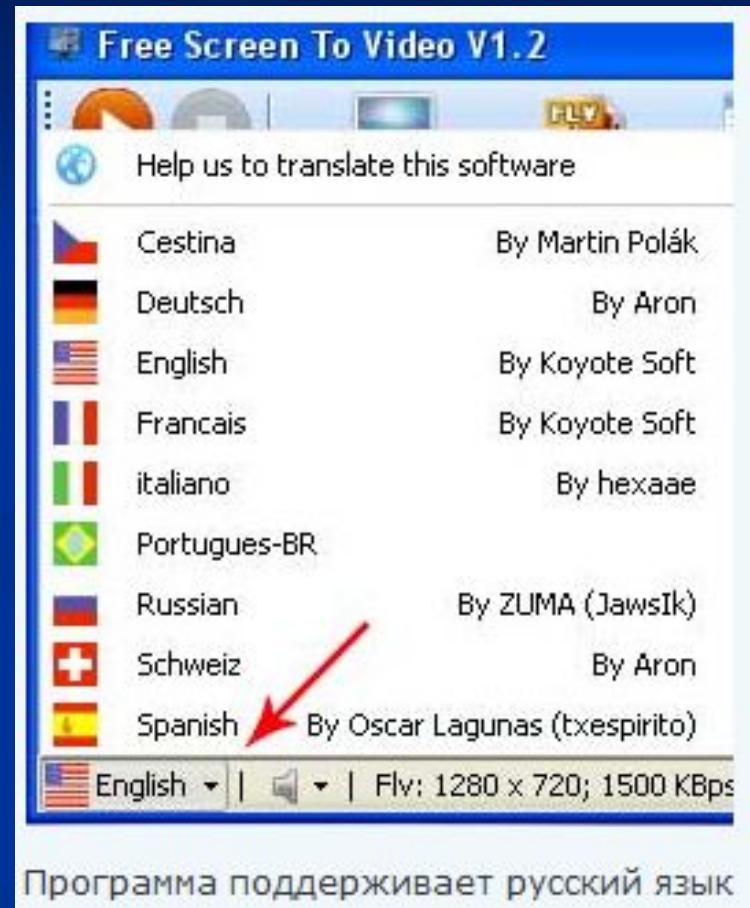 Free Screen To Video V1.2
FLV
Help us to translate this software
Cestina By Martin Polák
Deutsch By Aron
English By Koyote Soft
Francais By Koyote Soft
italiano By hexaae
Portugues-BR
Russian By ZUMA (JawsIk)
Schweiz By Aron
Spanish By Oscar Lagunas (txespirito)
English | | Flv: 1280 x 720; 1500 KBps
Программа поддерживает русский язык